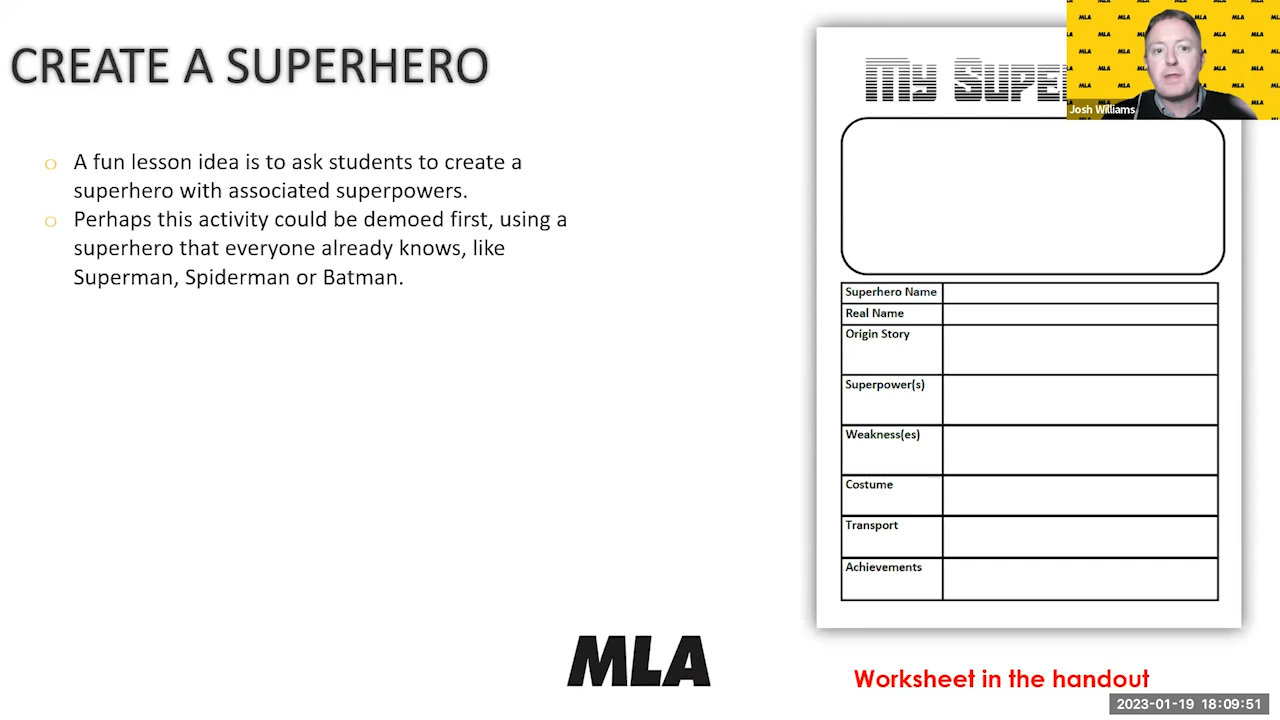 CREATE A SUPERHERO
o A fun lesson idea is to ask students to create a
superhero with associated superpowers.
o Perhaps this activity could be demoed first, using a
superhero that everyone already knows, like
Superman, Spiderman or Batman.
MLA
My Supe
Josh Williams
Superhero Name
Real Name
Origin Story
Superpower(s)
Weakness(es)
Costume
Transport
Achievements
Worksheet in the handout
2023-01-19 18:09:51